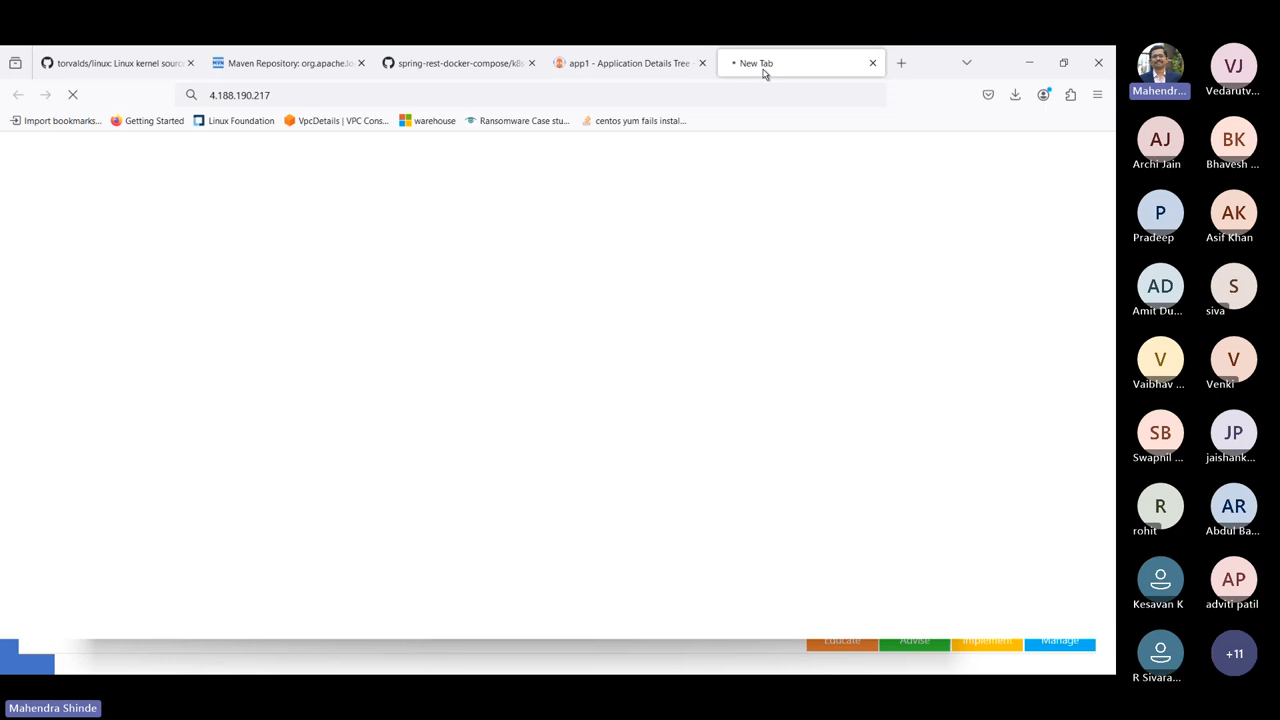 torvalds/linux: Linux kernel sourc
Maven Repository: org.apache.lo
spring-rest-docker-compose/k8s
app1 - Application Details Tree -
New Tab
4.188.190.217
Import bookmarks...
Getting Started
Linux Foundation
VpcDetails | VPC Cons...
warehouse
Ransomware Case stu...
centos yum fails instal...
Educate
Advise
Implement
Manage
Mahendr...
VJ
Vedarutv...
AJ
Archi Jain
BK
Bhavesh ...
P
Pradeep
AK
Asif Khan
AD
Amit Du...
S
siva
V
Vaibhav ...
V
Venki
SB
Swapnil ...
JP
jaishank...
R
rohit
AR
Abdul Ba...
Kesavan K
AP
adviti patil
R Sivara...
+11
Mahendra Shinde